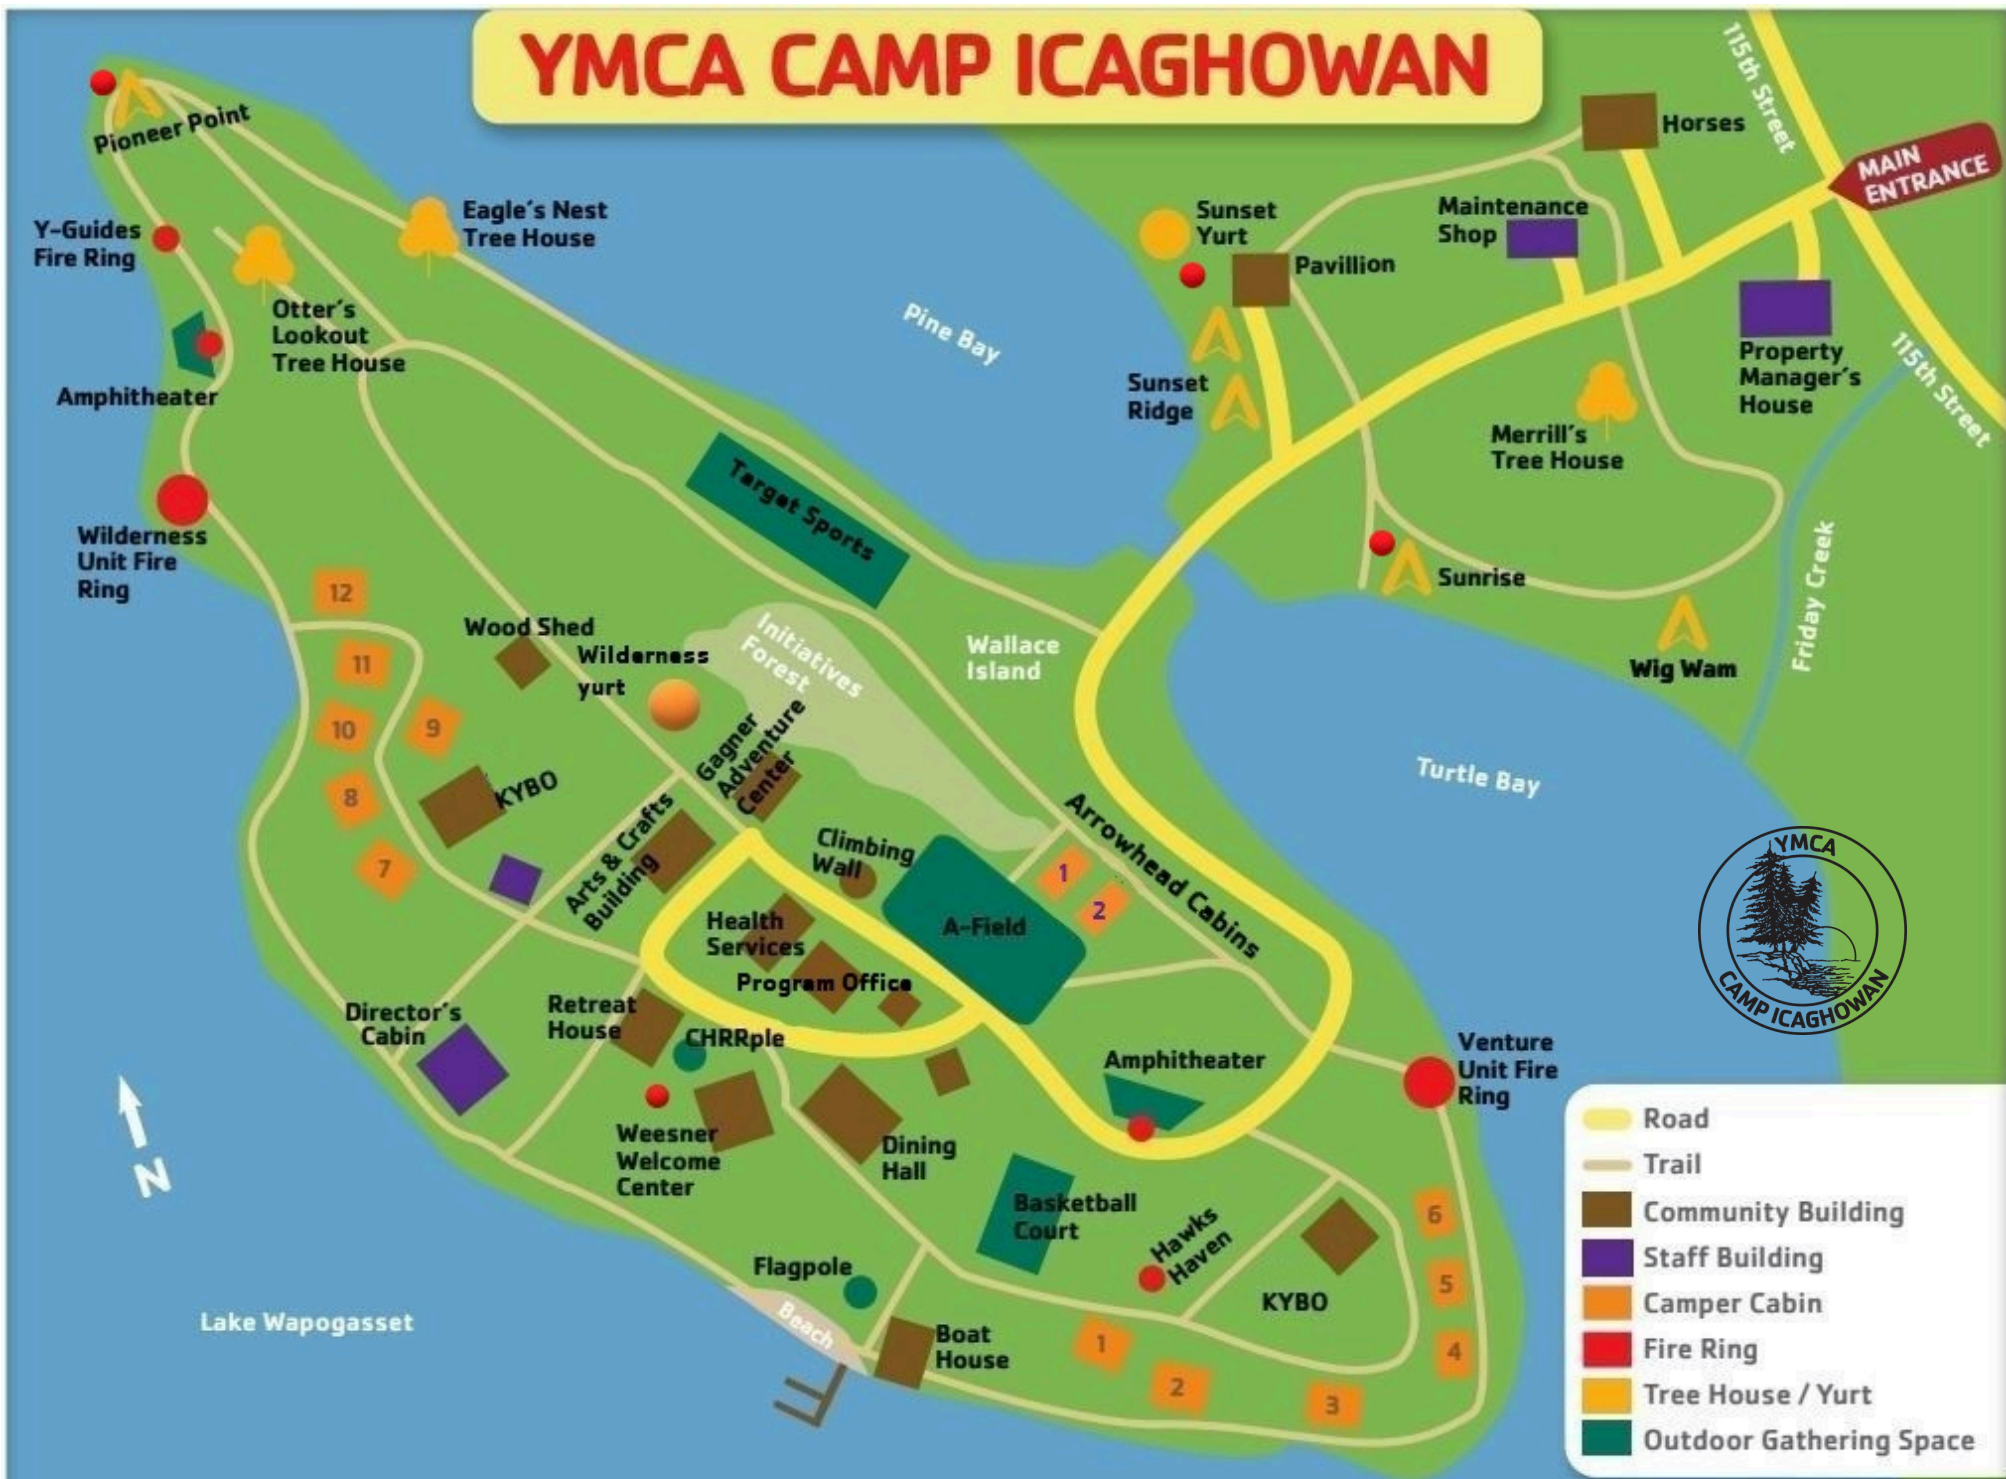 YMCA CAMP ICAGHOWAN
115th Street
Horses
MAIN
ENTRANCE
Pioneer Point
Y-Guides
Fire Ring
Eagle's Nest
Tree House
Sunset
Yurt
Maintenance
Shop
Pavillion
Otter's
Lookout
Tree House
Pine Bay
Property
Manager's
House
115th Street
Amphitheater
Sunset
Ridge
Merrill's
Tree House
Target Sports
Wilderness
Unit Fire
Ring
Sunrise
Friday Creek
12
Wood Shed
Wilderness
yurt
Initiatives
Forest
Wallace
Island
Wig Wam
11
10
9
8
7
KYBO
Gagner
Adventure
Center
Turtle Bay
Arts & Crafts
Building
Climbing
Wall
Arrowhead Cabins
1
2
YMCA
CAMP ICAGHOWAN
Health
Services
A-Field
Program Office
Director's
Cabin
Retreat
House
CHRRple
Amphitheater
Venture
Unit Fire
Ring
N
Weesner
Welcome
Center
Dining
Hall
Basketball
Court
Hawks
Haven
6
5
4
KYBO
Flagpole
Beach
Boat
House
1
2
3
Lake Wapogasset
Road
Trail
Community Building
Staff Building
Camper Cabin
Fire Ring
Tree House / Yurt
Outdoor Gathering Space